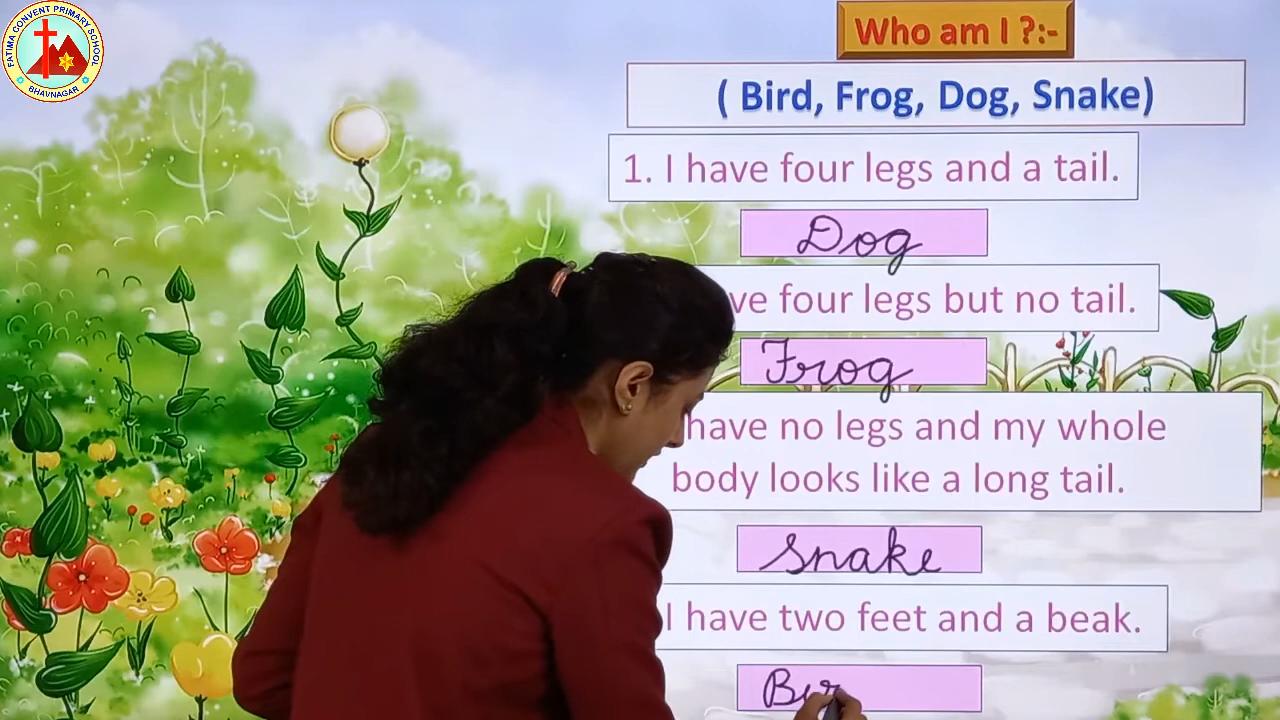 FATIMA CONVENT PRIMARY SCHOOL
BHAVNAGAR
Who am I ?:-
( Bird, Frog, Dog, Snake)
1. I have four legs and a tail.
Dog
four legs but no tail.
Frog
have no legs and my whole
body looks like a long tail.
Snake
I have two feet and a beak.